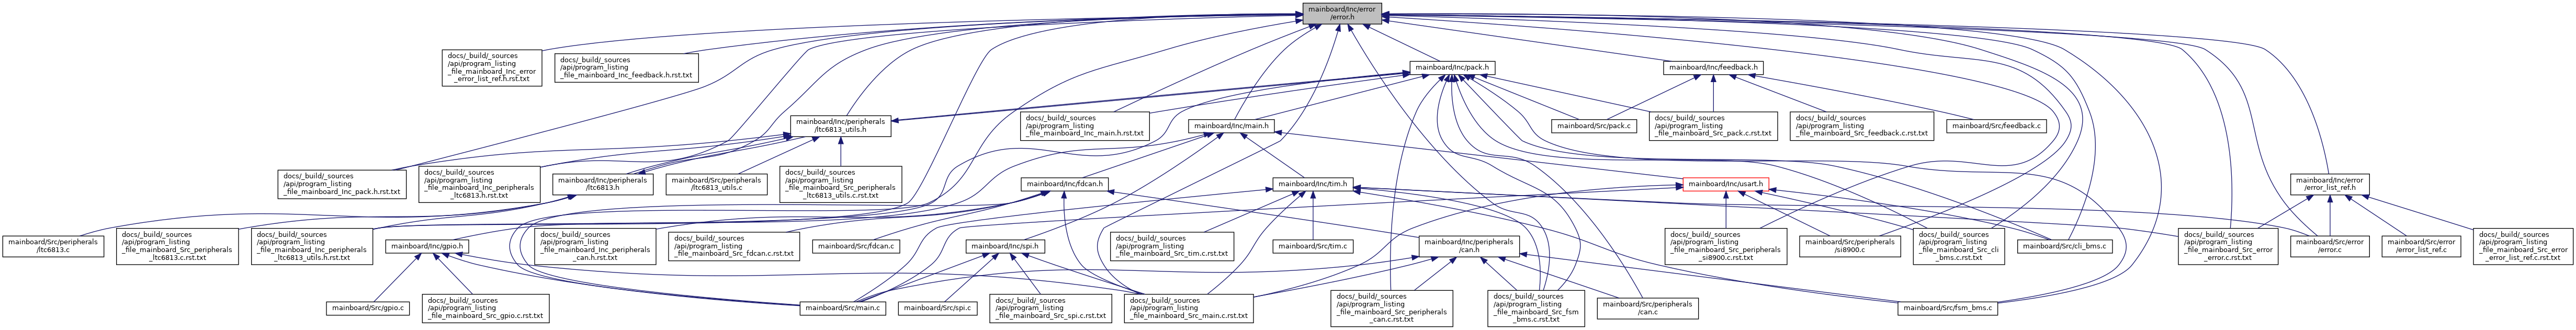 mainboard/Inc/error
/error.h
docs/_build/_sources
/api/program_listing
_file_mainboard_Inc_error
_error_list_ref.h.rst.txt
docs/_build/_sources
/api/program_listing
_file_mainboard_Inc_feedback.h.rst.txt
mainboard/Inc/pack.h
mainboard/Inc/feedback.h
mainboard/Inc/peripherals
/ltc6813_utils.h
docs/_build/_sources
/api/program_listing
_file_mainboard_Inc_main.h.rst.txt
mainboard/Inc/main.h
mainboard/Src/pack.c
docs/_build/_sources
/api/program_listing
_file_mainboard_Src_pack.c.rst.txt
docs/_build/_sources
/api/program_listing
_file_mainboard_Src_feedback.c.rst.txt
mainboard/Src/feedback.c
docs/_build/_sources
/api/program_listing
_file_mainboard_Inc_pack.h.rst.txt
docs/_build/_sources
/api/program_listing
_file_mainboard_Inc_peripherals
_ltc6813.h.rst.txt
mainboard/Inc/peripherals
/ltc6813.h
mainboard/Src/peripherals
/ltc6813_utils.c
docs/_build/_sources
/api/program_listing
_file_mainboard_Src_peripherals
_ltc6813_utils.c.rst.txt
mainboard/Inc/fdcan.h
mainboard/Inc/tim.h
mainboard/Inc/usart.h
mainboard/Inc/error
/error_list_ref.h
mainboard/Src/peripherals
/ltc6813.c
docs/_build/_sources
/api/program_listing
_file_mainboard_Src_peripherals
_ltc6813.c.rst.txt
docs/_build/_sources
/api/program_listing
_file_mainboard_Inc_peripherals
_ltc6813_utils.h.rst.txt
mainboard/Inc/gpio.h
docs/_build/_sources
/api/program_listing
_file_mainboard_Inc_peripherals
_can.h.rst.txt
docs/_build/_sources
/api/program_listing
_file_mainboard_Src_fdcan.c.rst.txt
mainboard/Src/fdcan.c
mainboard/Inc/spi.h
docs/_build/_sources
/api/program_listing
_file_mainboard_Src_tim.c.rst.txt
mainboard/Src/tim.c
mainboard/Inc/peripherals
/can.h
docs/_build/_sources
/api/program_listing
_file_mainboard_Src_peripherals
_si8900.c.rst.txt
mainboard/Src/peripherals
/si8900.c
docs/_build/_sources
/api/program_listing
_file_mainboard_Src_cli
_bms.c.rst.txt
mainboard/Src/cli_bms.c
docs/_build/_sources
/api/program_listing
_file_mainboard_Src_error
_error.c.rst.txt
mainboard/Src/error
/error.c
mainboard/Src/error
/error_list_ref.c
docs/_build/_sources
/api/program_listing
_file_mainboard_Src_error
_error_list_ref.c.rst.txt
mainboard/Src/gpio.c
docs/_build/_sources
/api/program_listing
_file_mainboard_Src_gpio.c.rst.txt
mainboard/Src/main.c
mainboard/Src/spi.c
docs/_build/_sources
/api/program_listing
_file_mainboard_Src_spi.c.rst.txt
docs/_build/_sources
/api/program_listing
_file_mainboard_Src_main.c.rst.txt
docs/_build/_sources
/api/program_listing
_file_mainboard_Src_peripherals
_can.c.rst.txt
docs/_build/_sources
/api/program_listing
_file_mainboard_Src_fsm
_bms.c.rst.txt
mainboard/Src/peripherals
/can.c
mainboard/Src/fsm_bms.c